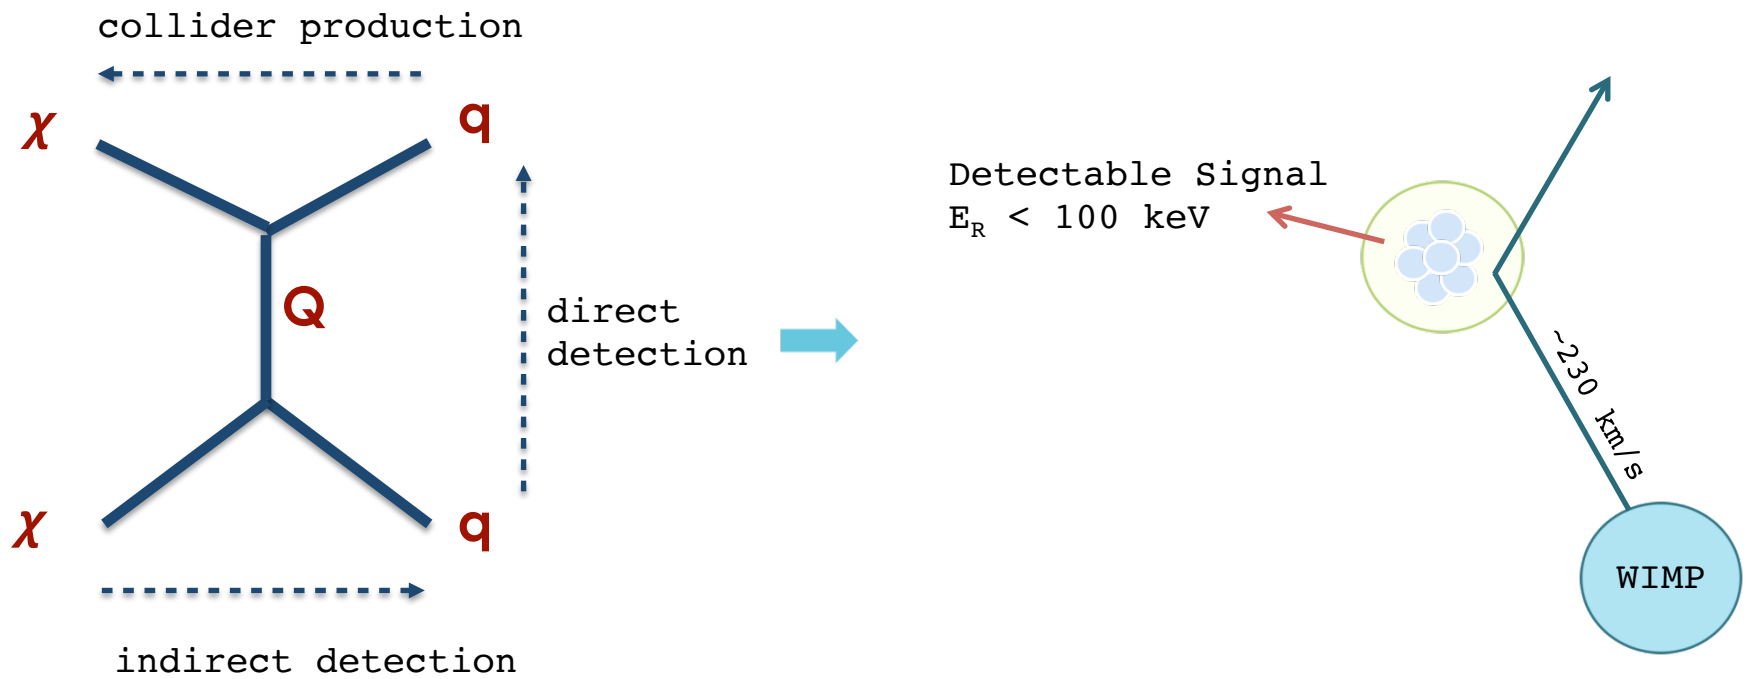 collider production
χ
q
Q
direct
detection
χ
q
indirect detection
Detectable Signal
E_R < 100 keV
~230 km/s
WIMP